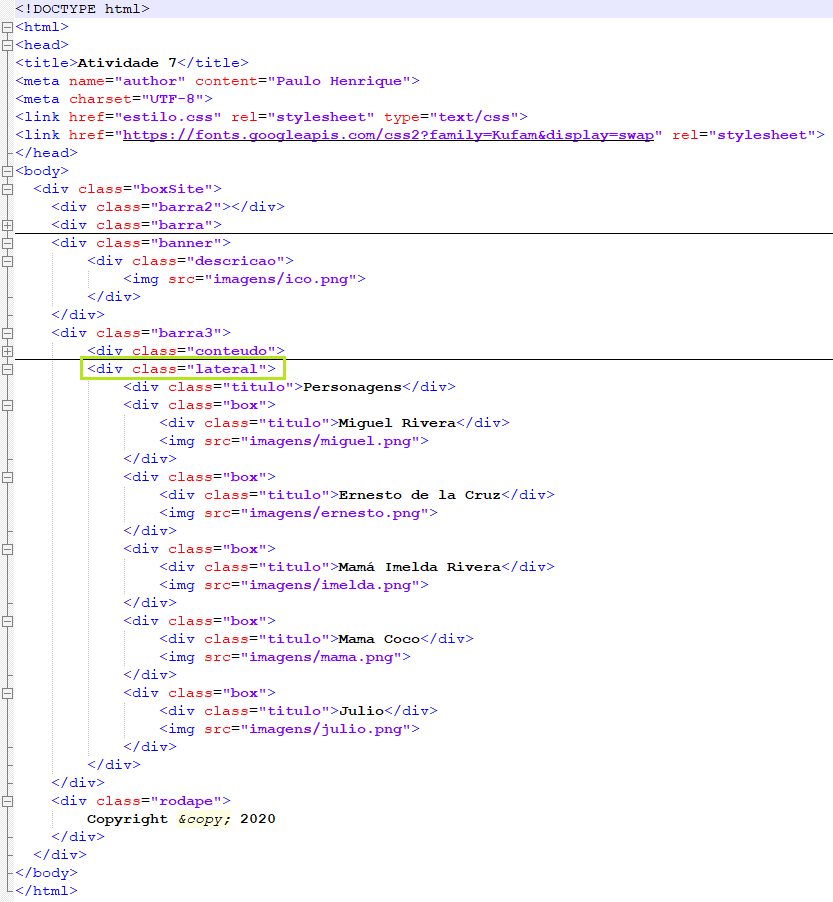 <!DOCTYPE html>
<html>
<head>
<title>Atividade 7</title>
<meta name="author" content="Paulo Henrique">
<meta charset="UTF-8">
<link href="estilo.css" rel="stylesheet" type="text/css">
<link href="https://fonts.googleapis.com/css2?family=Kufam&display=swap" rel="stylesheet">
</head>
<body>
<div class="boxSite">
<div class="barra2"></div>
<div class="barra">
<div class="banner">
<div class="descricao">
<img src="imagens/ico.png">
</div>
</div>
<div class="barra3">
<div class="conteudo">
<div class="lateral">
<div class="titulo">Personagens</div>
<div class="box">
<div class="titulo">Miguel Rivera</div>
<img src="imagens/miguel.png">
</div>
<div class="box">
<div class="titulo">Ernesto de la Cruz</div>
<img src="imagens/ernesto.png">
</div>
<div class="box">
<div class="titulo">Mamá Imelda Rivera</div>
<img src="imagens/imelda.png">
</div>
<div class="box">
<div class="titulo">Mama Coco</div>
<img src="imagens/mama.png">
</div>
<div class="box">
<div class="titulo">Julio</div>
<img src="imagens/julio.png">
</div>
</div>
</div>
<div class="rodape">
Copyright &copy; 2020
</div>
</div>
</body>
</html>